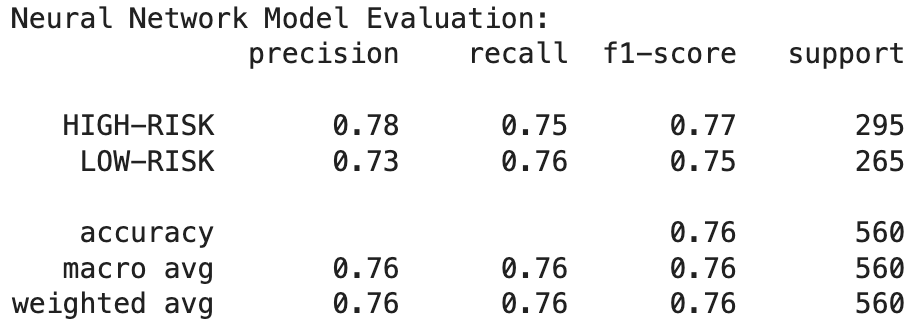 Neural Network Model Evaluation:
precision recall f1-score support
HIGH-RISK 0.78 0.75 0.77 295
LOW-RISK 0.73 0.76 0.75 265
accuracy 0.76 560
macro avg 0.76 0.76 0.76 560
weighted avg 0.76 0.76 0.76 560